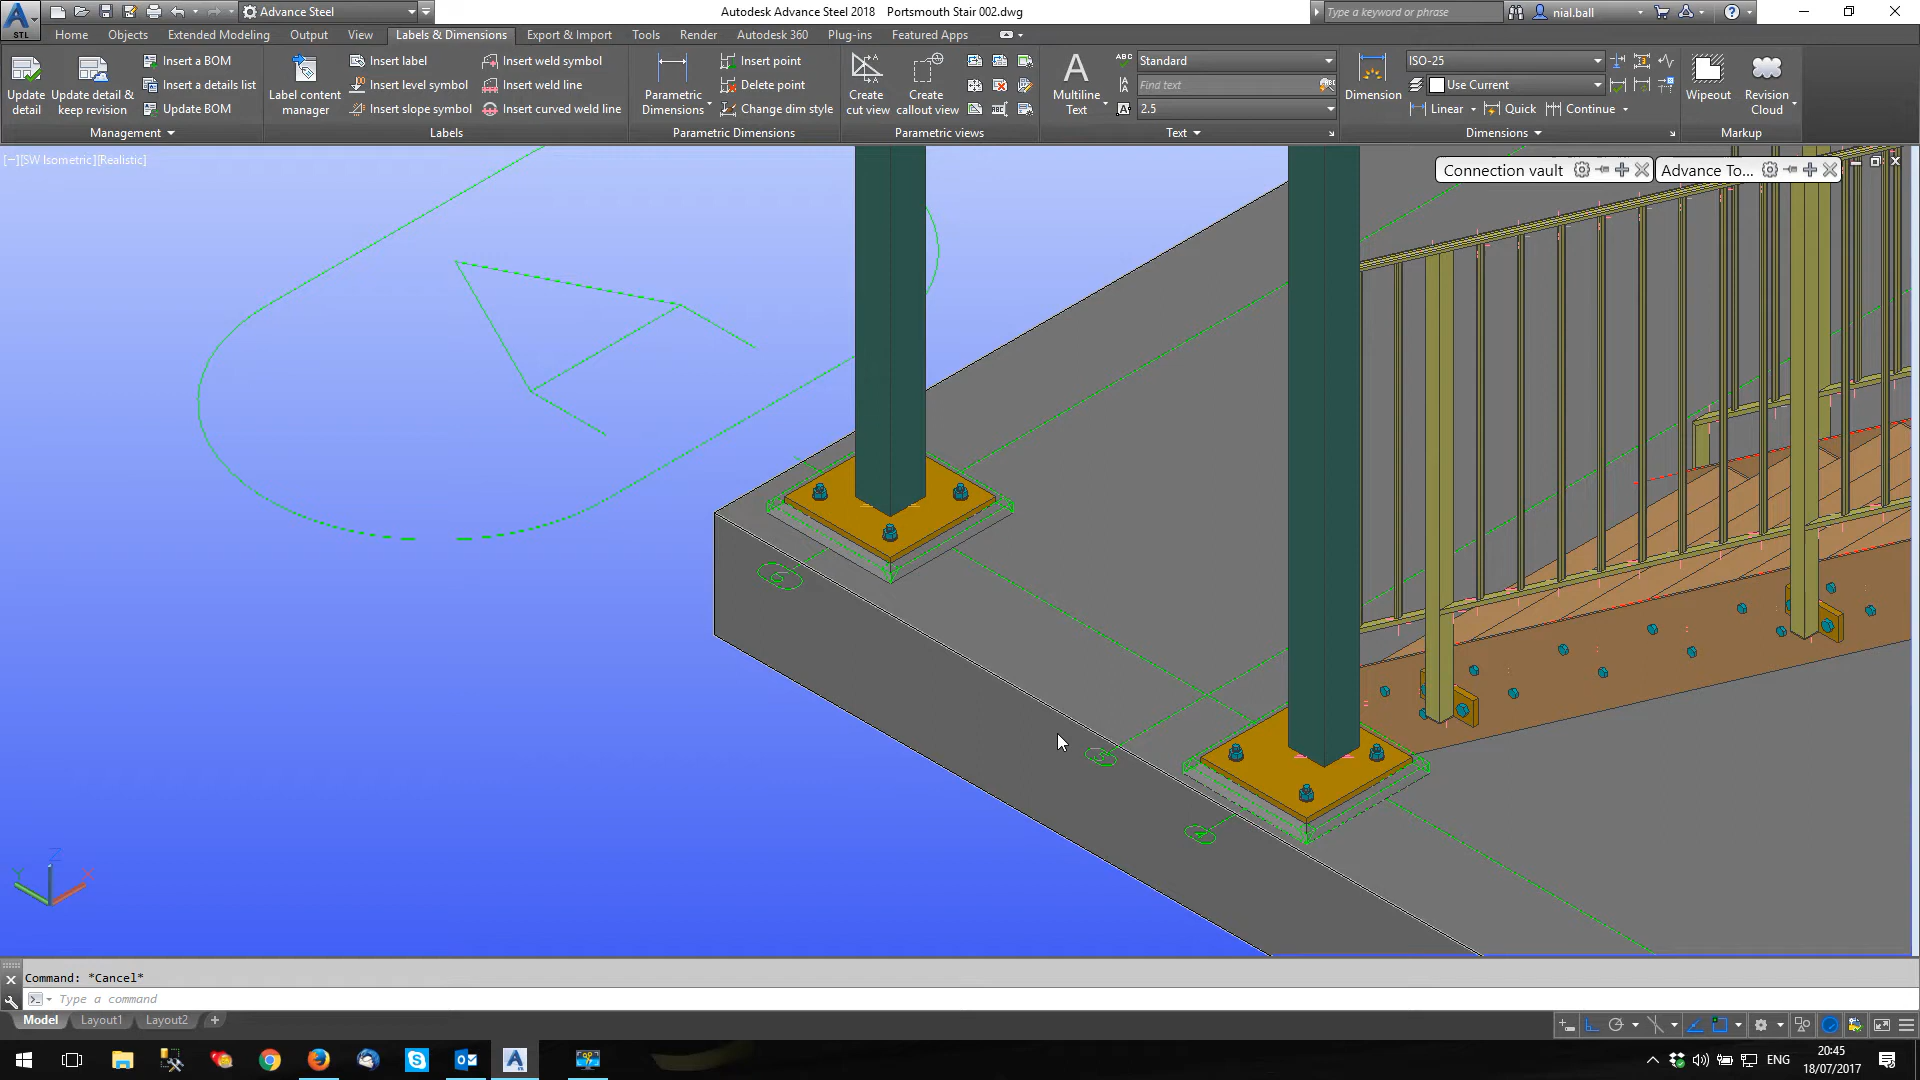 STL
Advance Steel
Autodesk Advance Steel 2018 Portsmouth Stair 002.dwg
Type a keyword or phrase
nial.ball
Home Objects Extended Modeling Output View Labels & Dimensions Export & Import Tools Render Autodesk 360 Plug-ins Featured Apps
Update detail
Update detail & keep revision
Insert a BOM
Insert a details list
Update BOM
Management
Label content manager
Insert label
Insert level symbol
Insert slope symbol
Insert weld symbol
Insert weld line
Insert curved weld line
Labels
Parametric Dimensions
Insert point
Delete point
Change dim style
Parametric Dimensions
Create cut view
Create callout view
Parametric views
Multiline Text
ABC
Standard
Find text
2.5
Text
Dimension
ISO-25
Use Current
Linear Quick Continue
Dimensions
Wipeout
Revision Cloud
Markup
[−][SW Isometric][Realistic]
Connection vault
Advance To...
A
6
5
4
Z
Y
X
Command: *Cancel*
Type a command
Model Layout1 Layout2 +
ENG
20:45
18/07/2017